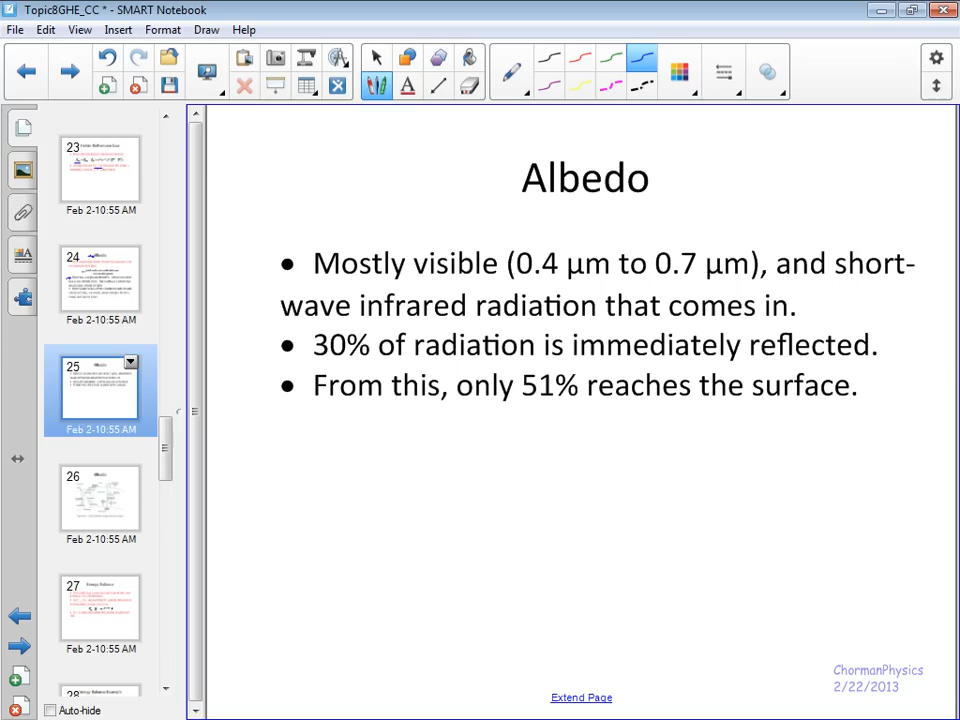 Topic8GHE_CC * - SMART Notebook
File Edit View Insert Format Draw Help
23
Feb 2-10:55 AM
24
Feb 2-10:55 AM
25
Feb 2-10:55 AM
26
Feb 2-10:55 AM
27
Energy Balance
Feb 2-10:55 AM
28
Auto-hide
Albedo
• Mostly visible (0.4 µm to 0.7 µm), and short-
wave infrared radiation that comes in.
• 30% of radiation is immediately reflected.
• From this, only 51% reaches the surface.
ChormanPhysics
2/22/2013
Extend Page